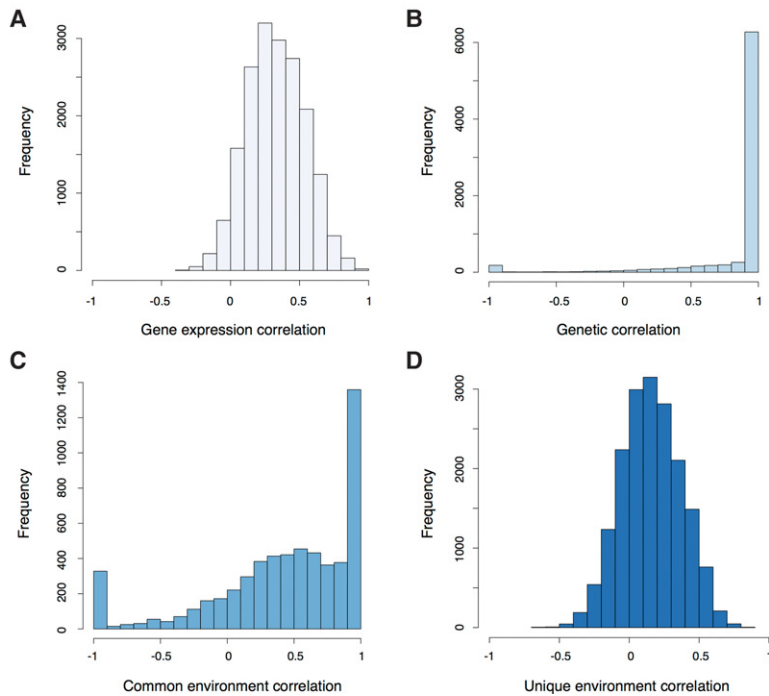 A
Frequency
0 1000 2000 3000
-1 -0.5 0 0.5 1
Gene expression correlation
B
Frequency
0 2000 4000 6000
-1 -0.5 0 0.5 1
Genetic correlation
C
Frequency
0 200 400 600 800 1000 1200 1400
-1 -0.5 0 0.5 1
Common environment correlation
D
Frequency
0 1000 2000 3000
-1 -0.5 0 0.5 1
Unique environment correlation